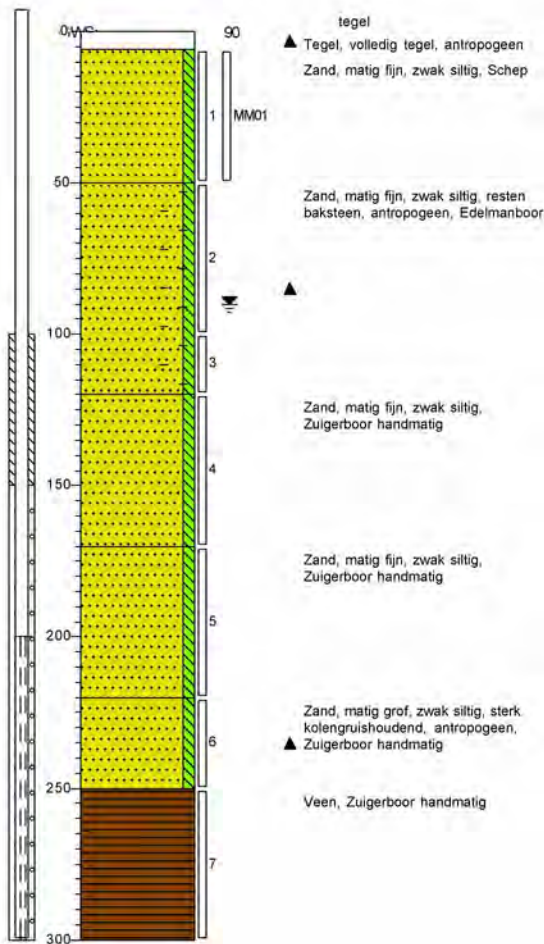 tegel
0
90
Tegel, volledig tegel, antropogeen
Zand, matig fijn, zwak siltig, Schep
1
MM01
50
Zand, matig fijn, zwak siltig, resten
baksteen, antropogeen, Edelmanboor
2
100
3
Zand, matig fijn, zwak siltig,
Zuigerboor handmatig
4
150
Zand, matig fijn, zwak siltig,
Zuigerboor handmatig
5
200
Zand, matig grof, zwak siltig, sterk
kolengruishoudend, antropogeen,
Zuigerboor handmatig
6
250
Veen, Zuigerboor handmatig
7
300